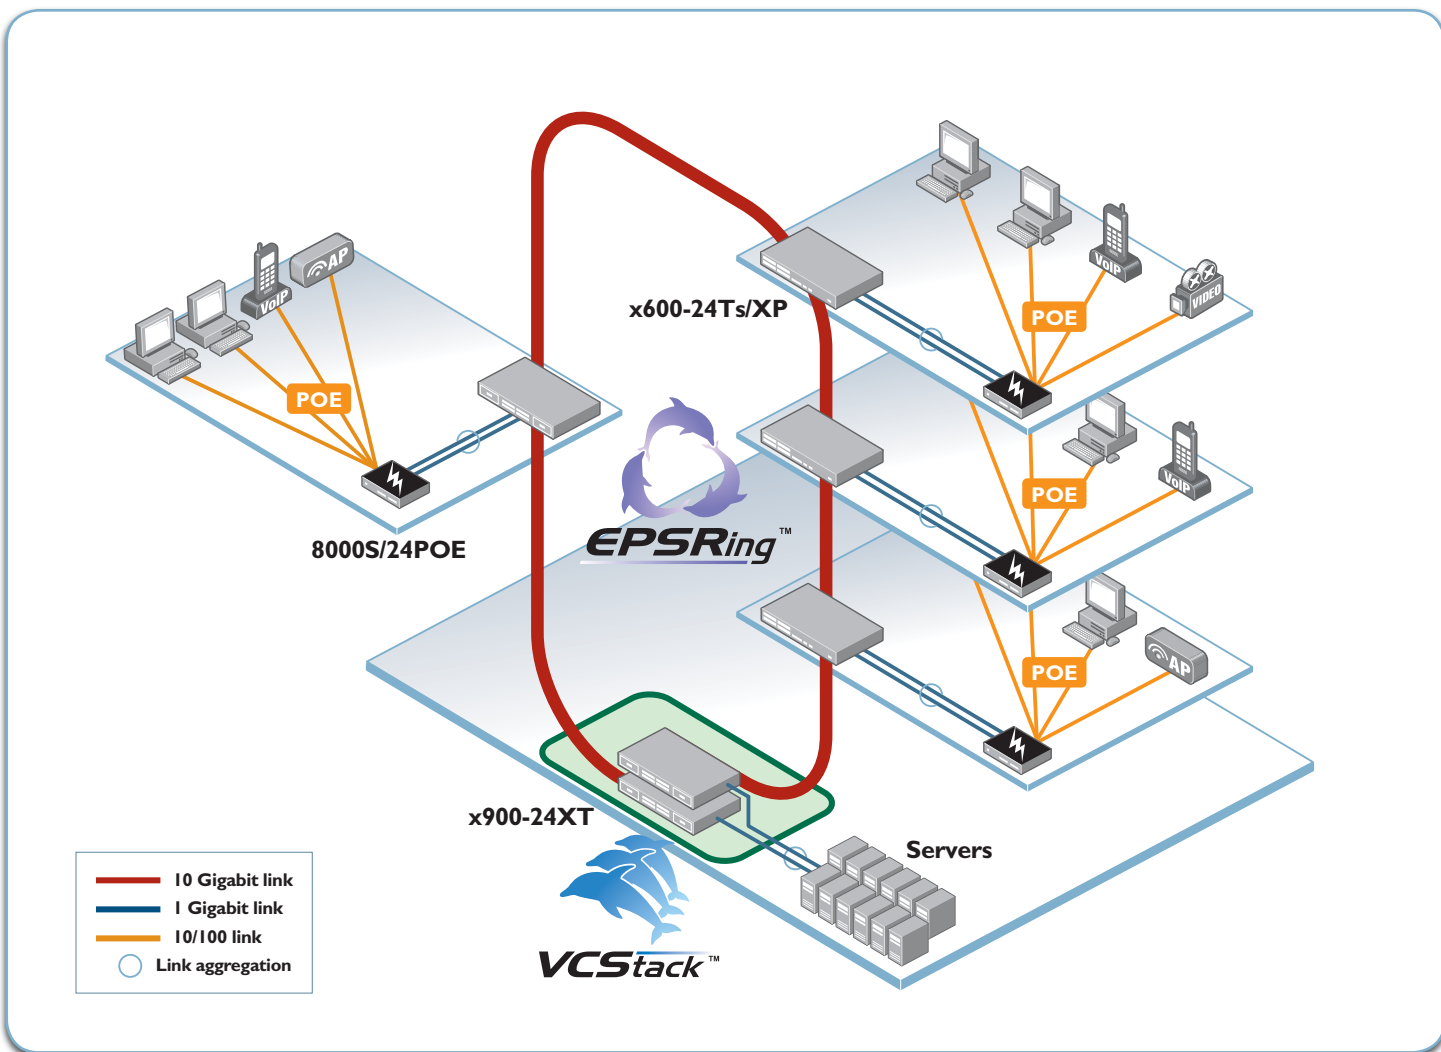 VIDEO
VoIP
x600-24Ts/XP
POE
AP
VoIP
POE
VoIP
POE
EPSRing™
8000S/24POE
POE
AP
x900-24XT
Servers
VCStack™
10 Gigabit link
1 Gigabit link
10/100 link
Link aggregation